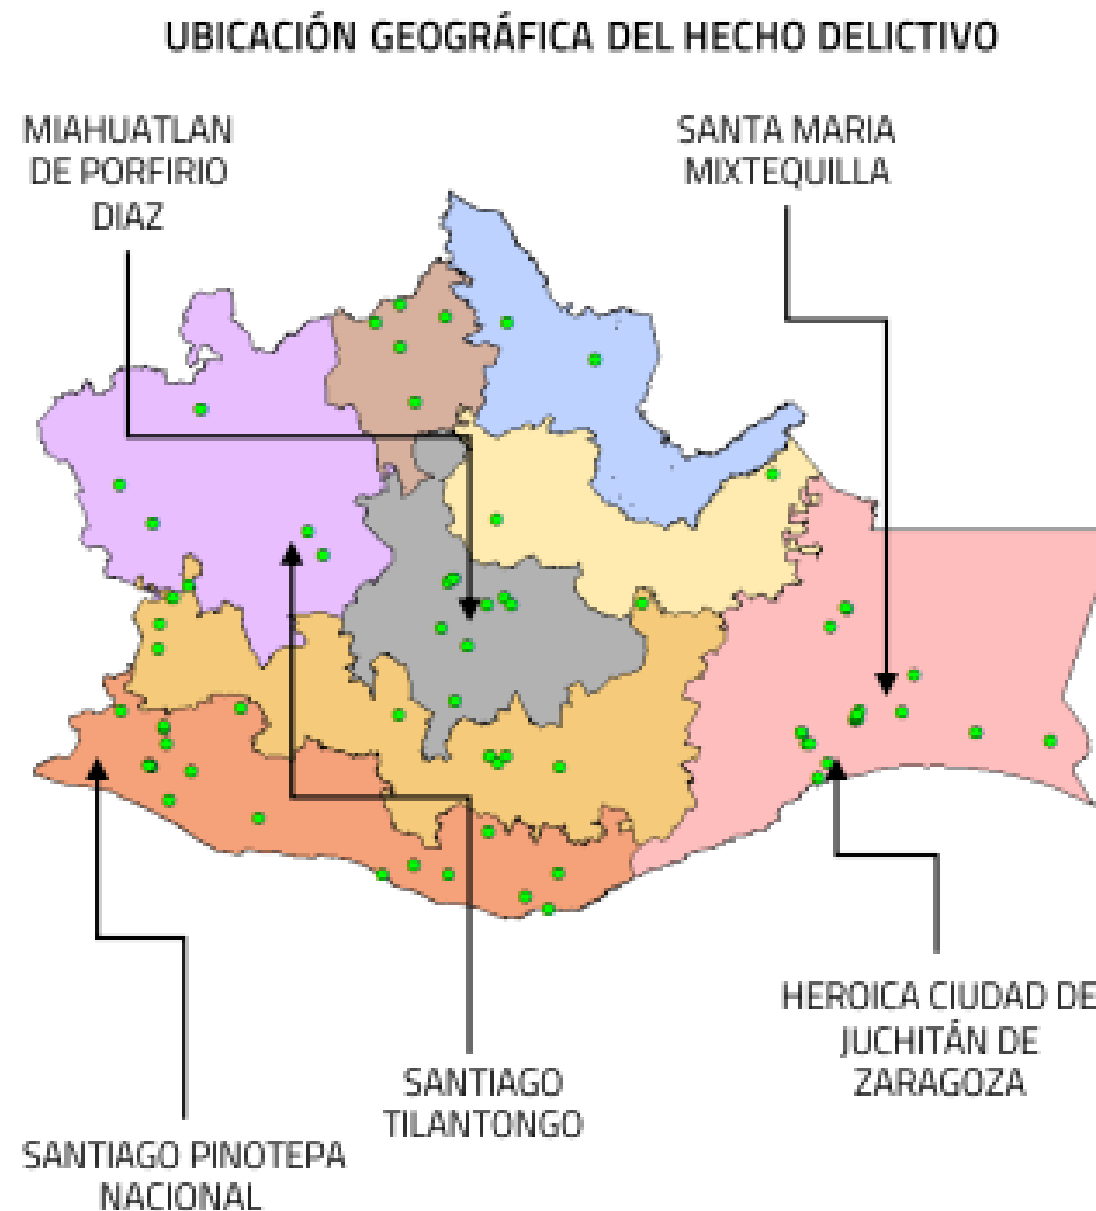 UBICACIÓN GEOGRÁFICA DEL HECHO DELICTIVO
MIAHUATLAN
DE PORFIRIO
DIAZ
SANTA MARIA
MIXTEQUILLA
HEROICA CIUDAD DE
JUCHITÁN DE
ZARAGOZA
SANTIAGO
TILANTONGO
SANTIAGO PINOTEPA
NACIONAL